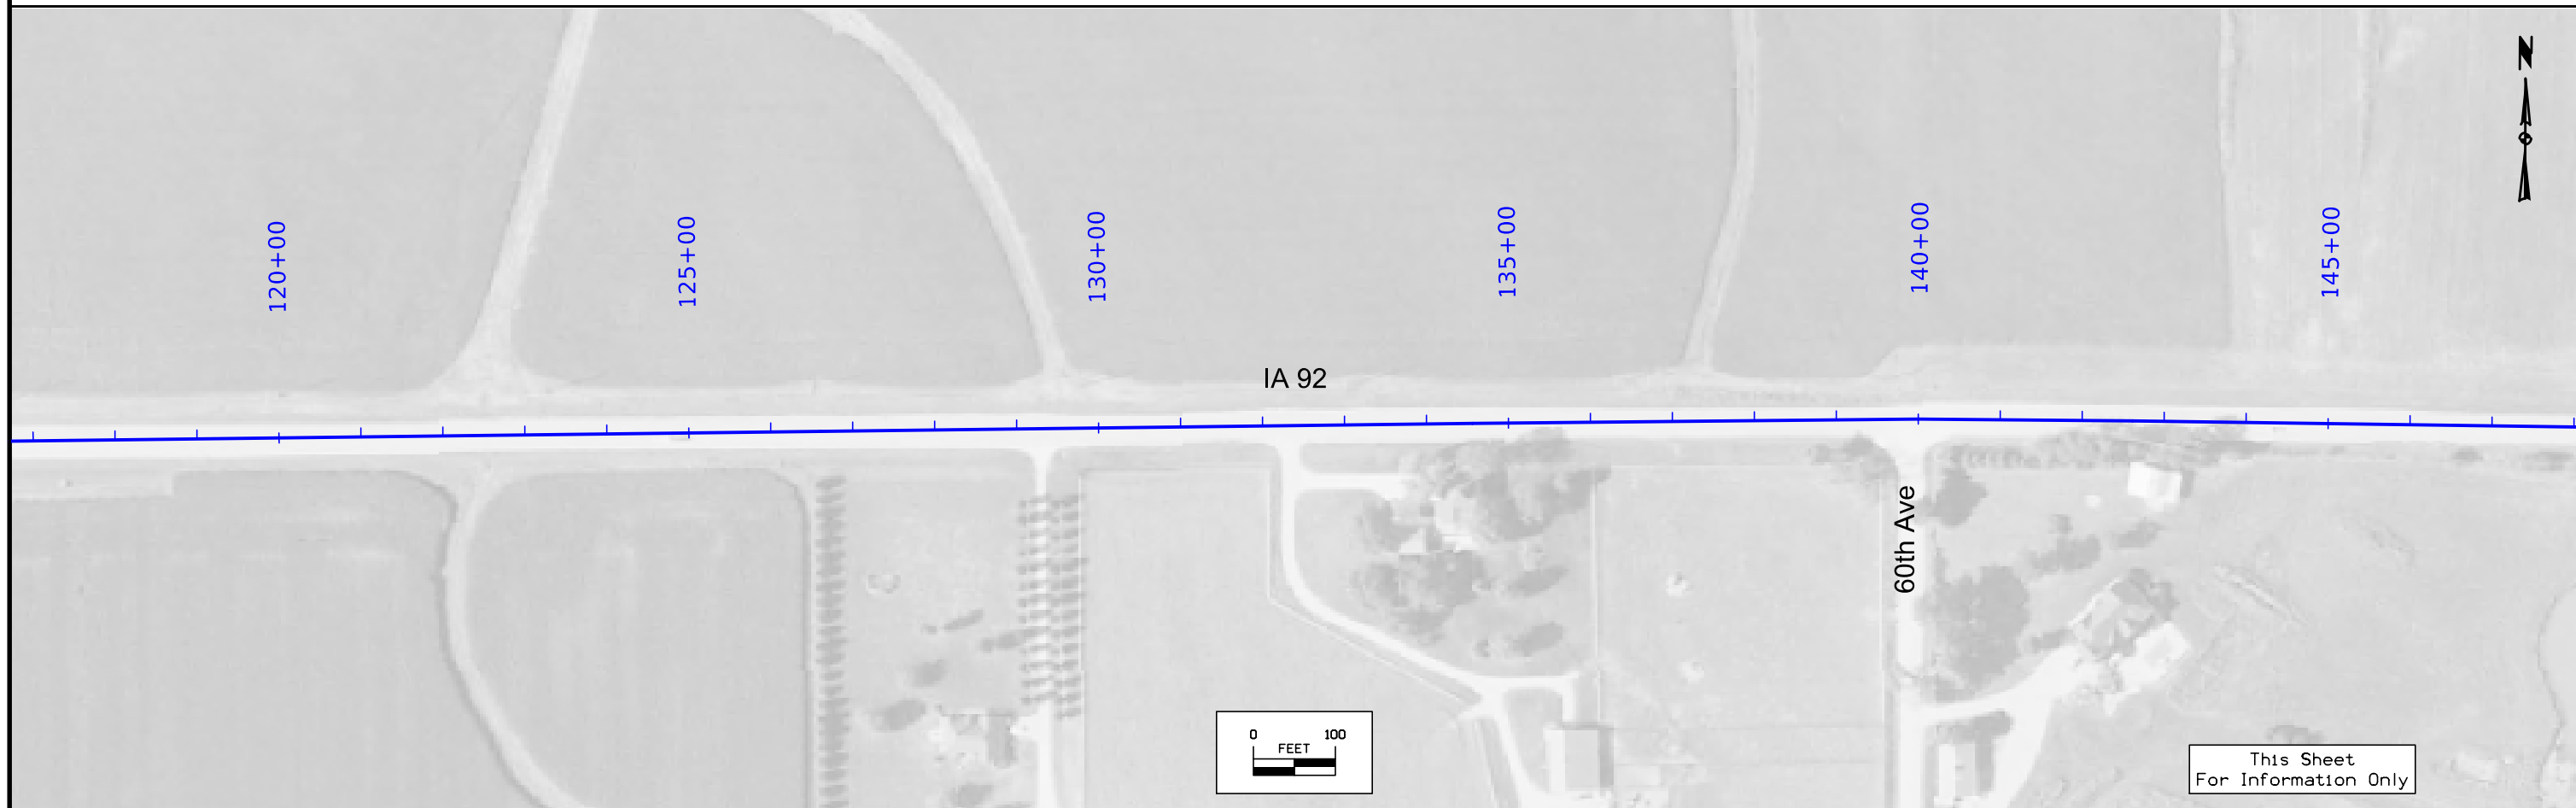 N
120+00
125+00
130+00
135+00
140+00
145+00
IA 92
60th Ave
0 100
FEET
This Sheet
For Information Only